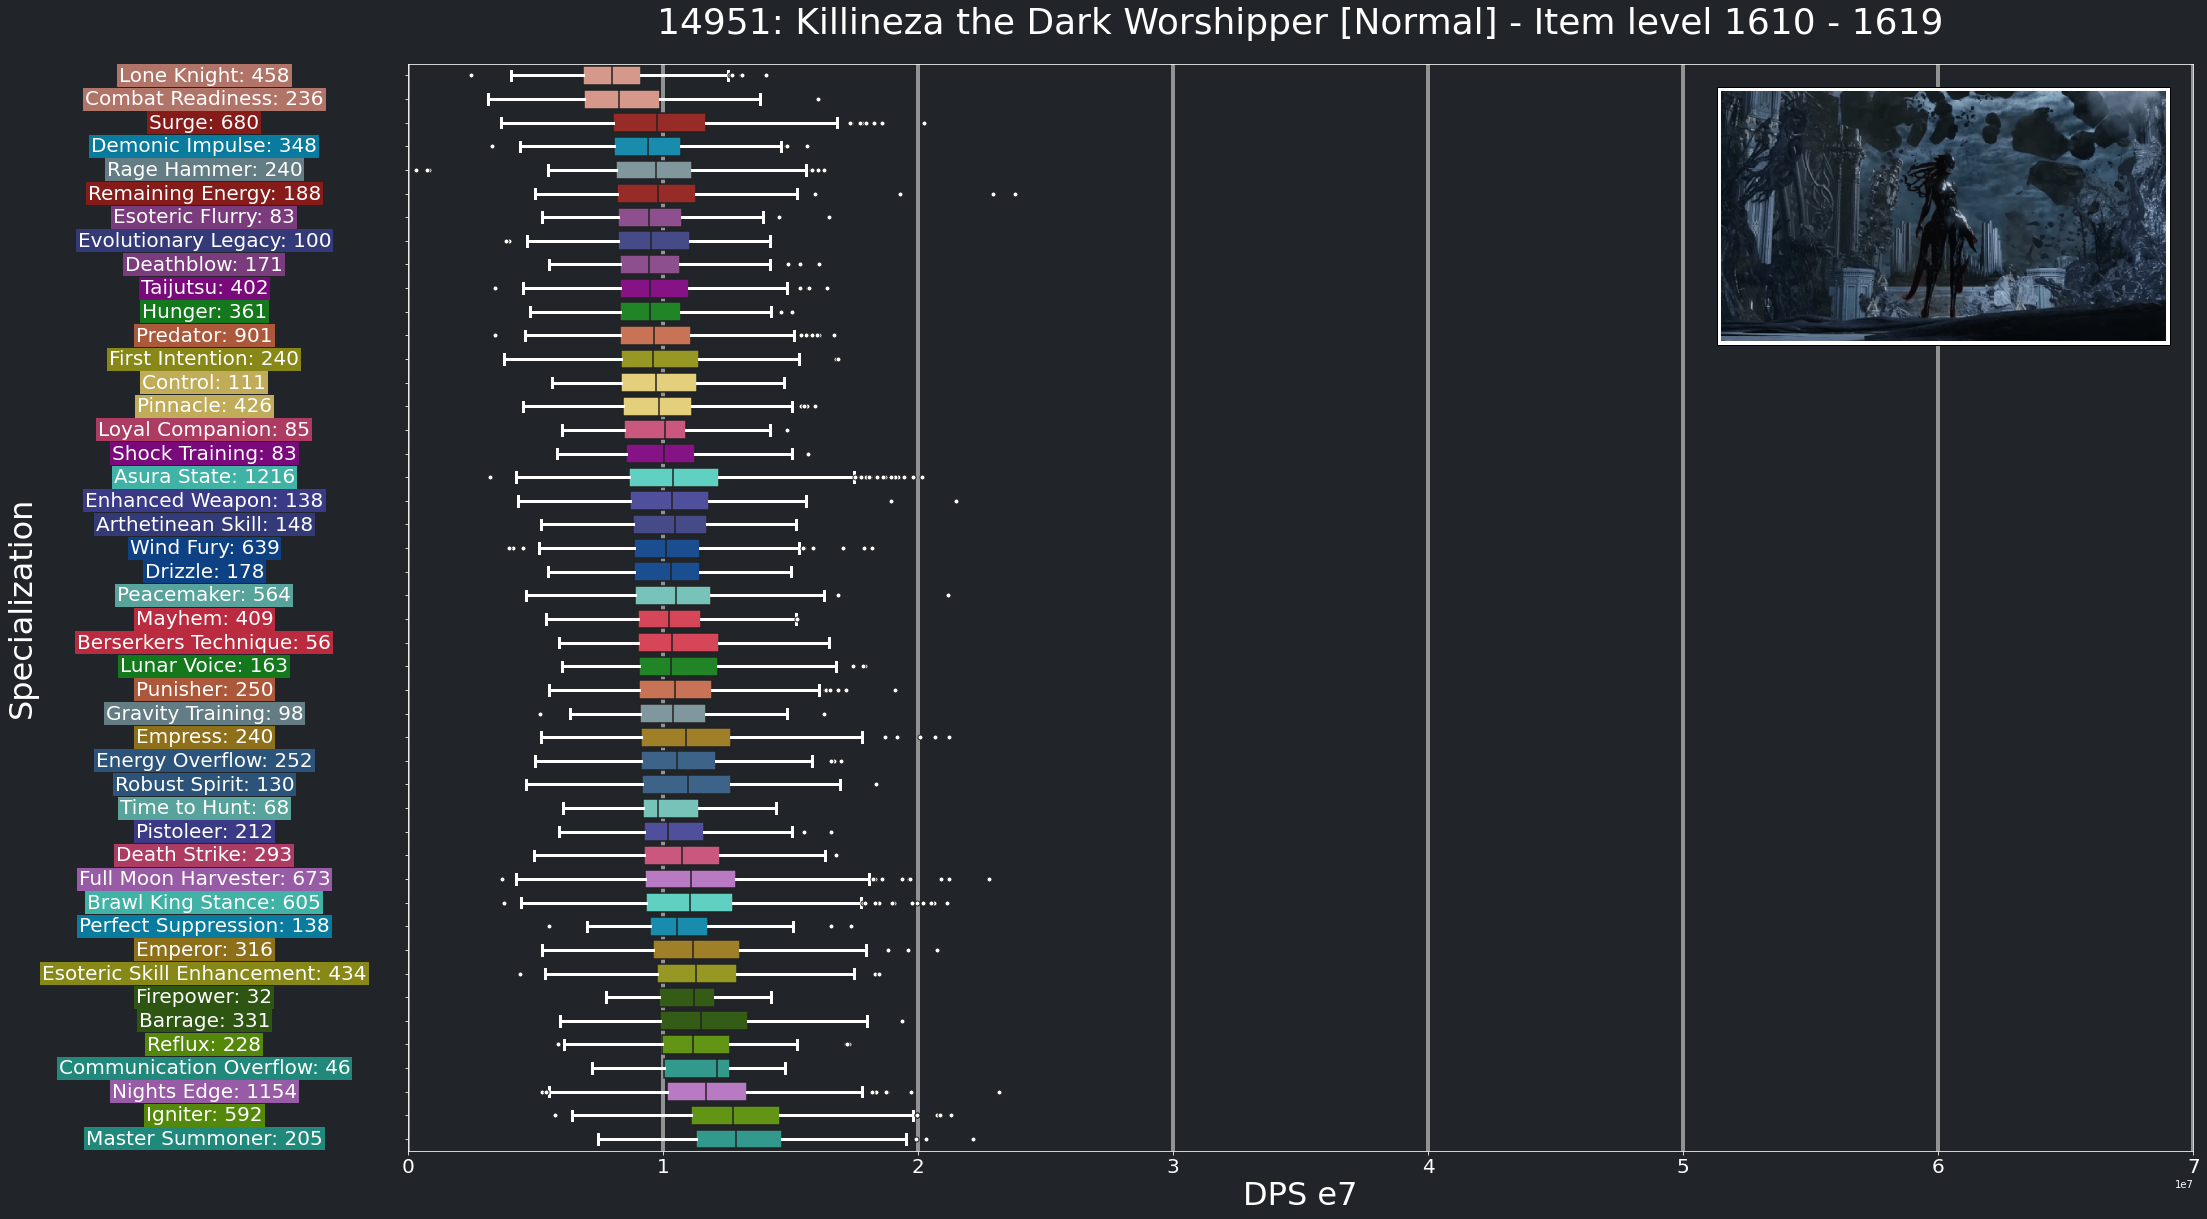 14951: Killineza the Dark Worshipper [Normal] - Item level 1610 - 1619
Specialization
Lone Knight: 458
Combat Readiness: 236
Surge: 680
Demonic Impulse: 348
Rage Hammer: 240
Remaining Energy: 188
Esoteric Flurry: 83
Evolutionary Legacy: 100
Deathblow: 171
Taijutsu: 402
Hunger: 361
Predator: 901
First Intention: 240
Control: 111
Pinnacle: 426
Loyal Companion: 85
Shock Training: 83
Asura State: 1216
Enhanced Weapon: 138
Arthetinean Skill: 148
Wind Fury: 639
Drizzle: 178
Peacemaker: 564
Mayhem: 409
Berserkers Technique: 56
Lunar Voice: 163
Punisher: 250
Gravity Training: 98
Empress: 240
Energy Overflow: 252
Robust Spirit: 130
Time to Hunt: 68
Pistoleer: 212
Death Strike: 293
Full Moon Harvester: 673
Brawl King Stance: 605
Perfect Suppression: 138
Emperor: 316
Esoteric Skill Enhancement: 434
Firepower: 32
Barrage: 331
Reflux: 228
Communication Overflow: 46
Nights Edge: 1154
Igniter: 592
Master Summoner: 205
0 1 2 3 4 5 6 7
1e7
DPS e7